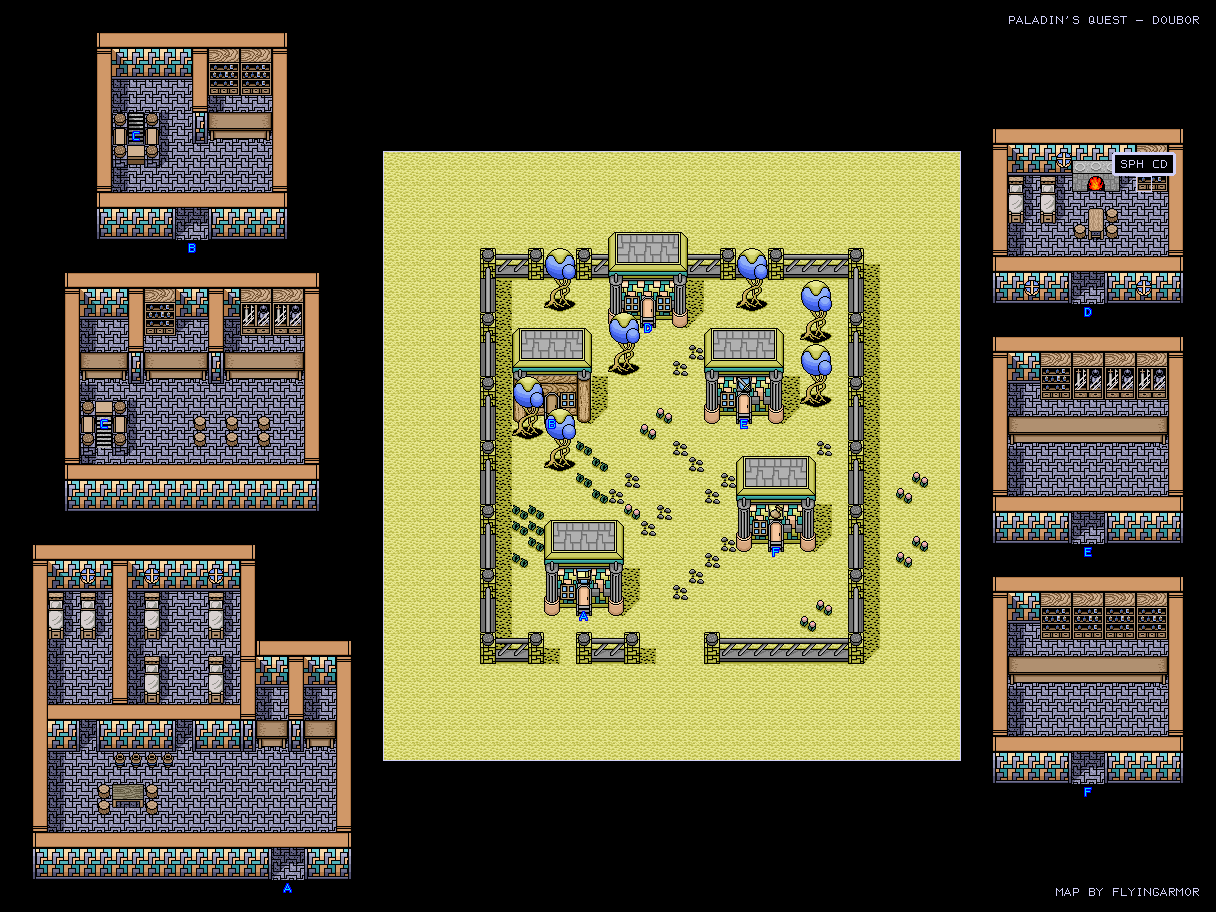 PALADIN'S QUEST – DOUBOR
C
SPH CD
B
D
D
C
B
E
E
F
A
F
A
MAP BY FLYINGARMOR